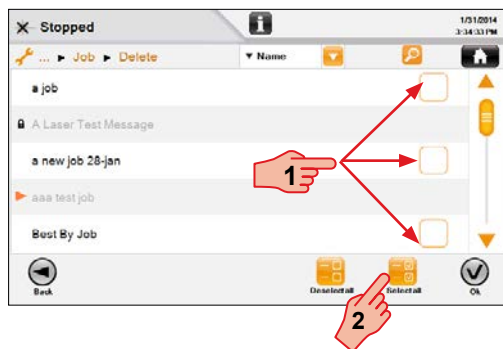 Stopped
1/31/2014
3:34:33 PM
... ► Job ► Delete
▼ Name
a job
A Laser Test Message
a new job 28-jan
aaa test job
Best By Job
1
Back
Deselect all
Select all
Ok
2